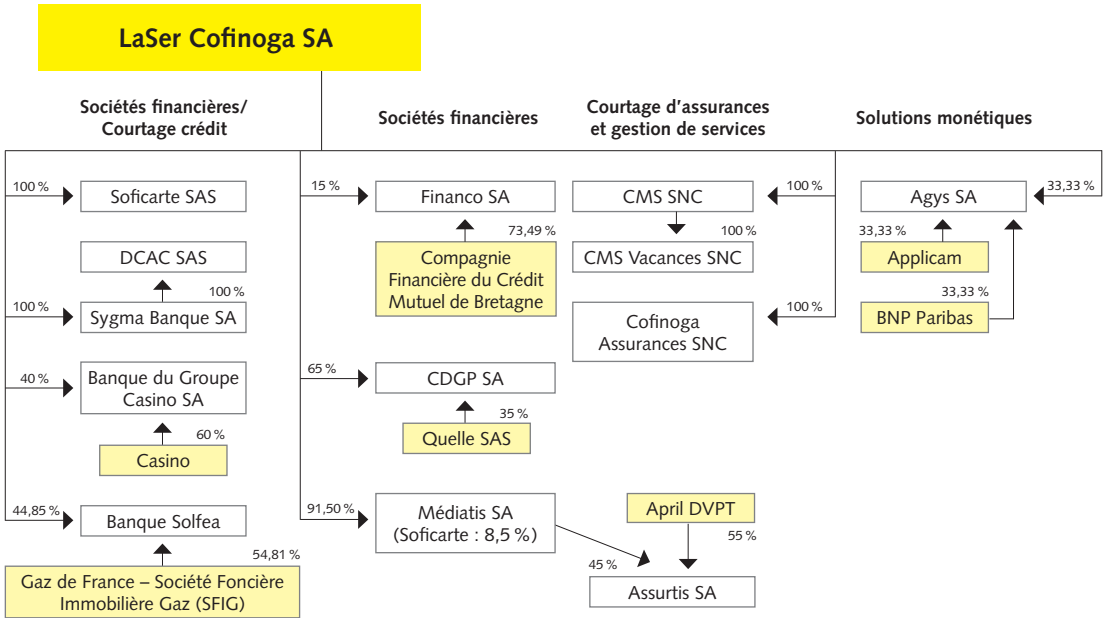 LaSer Cofinoga SA
Sociétés financières/
Courtage crédit
100 %
Soficarte SAS
DCAC SAS
100 %
100 %
Sygma Banque SA
40 %
Banque du Groupe
Casino SA
60 %
Casino
44,85 %
Banque Solfea
54,81 %
Gaz de France – Société Foncière
Immobilière Gaz (SFIG)
Sociétés financières
15 %
Financo SA
73,49 %
Compagnie
Financière du Crédit
Mutuel de Bretagne
65 %
CDGP SA
35 %
Quelle SAS
91,50 %
Médiatis SA
(Soficarte : 8,5 %)
Courtage d'assurances
et gestion de services
CMS SNC
100 %
100 %
CMS Vacances SNC
Cofinoga
Assurances SNC
100 %
April DVPT
55 %
45 %
Assurtis SA
Solutions monétiques
Agys SA
33,33 %
33,33 %
Applicam
33,33 %
BNP Paribas